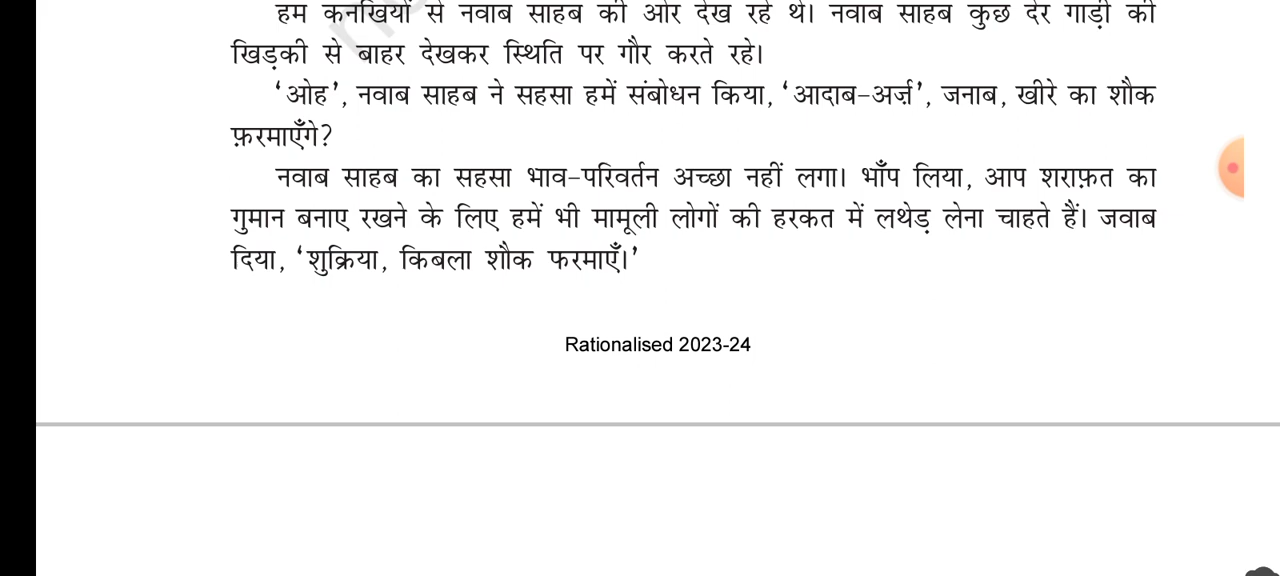 हम कनखियों से नवाब साहब की ओर देख रहे थे। नवाब साहब कुछ देर गाड़ी की
खिड़की से बाहर देखकर स्थिति पर गौर करते रहे।
‘ओह’, नवाब साहब ने सहसा हमें संबोधन किया, ‘आदाब-अर्ज़’, जनाब, खीरे का शौक
फ़रमाएँगे?
नवाब साहब का सहसा भाव-परिवर्तन अच्छा नहीं लगा। भाँप लिया, आप शराफ़त का
गुमान बनाए रखने के लिए हमें भी मामूली लोगों की हरकत में लथेड़ लेना चाहते हैं। जवाब
दिया, ‘शुक्रिया, किबला शौक फरमाएँ।’
Rationalised 2023-24